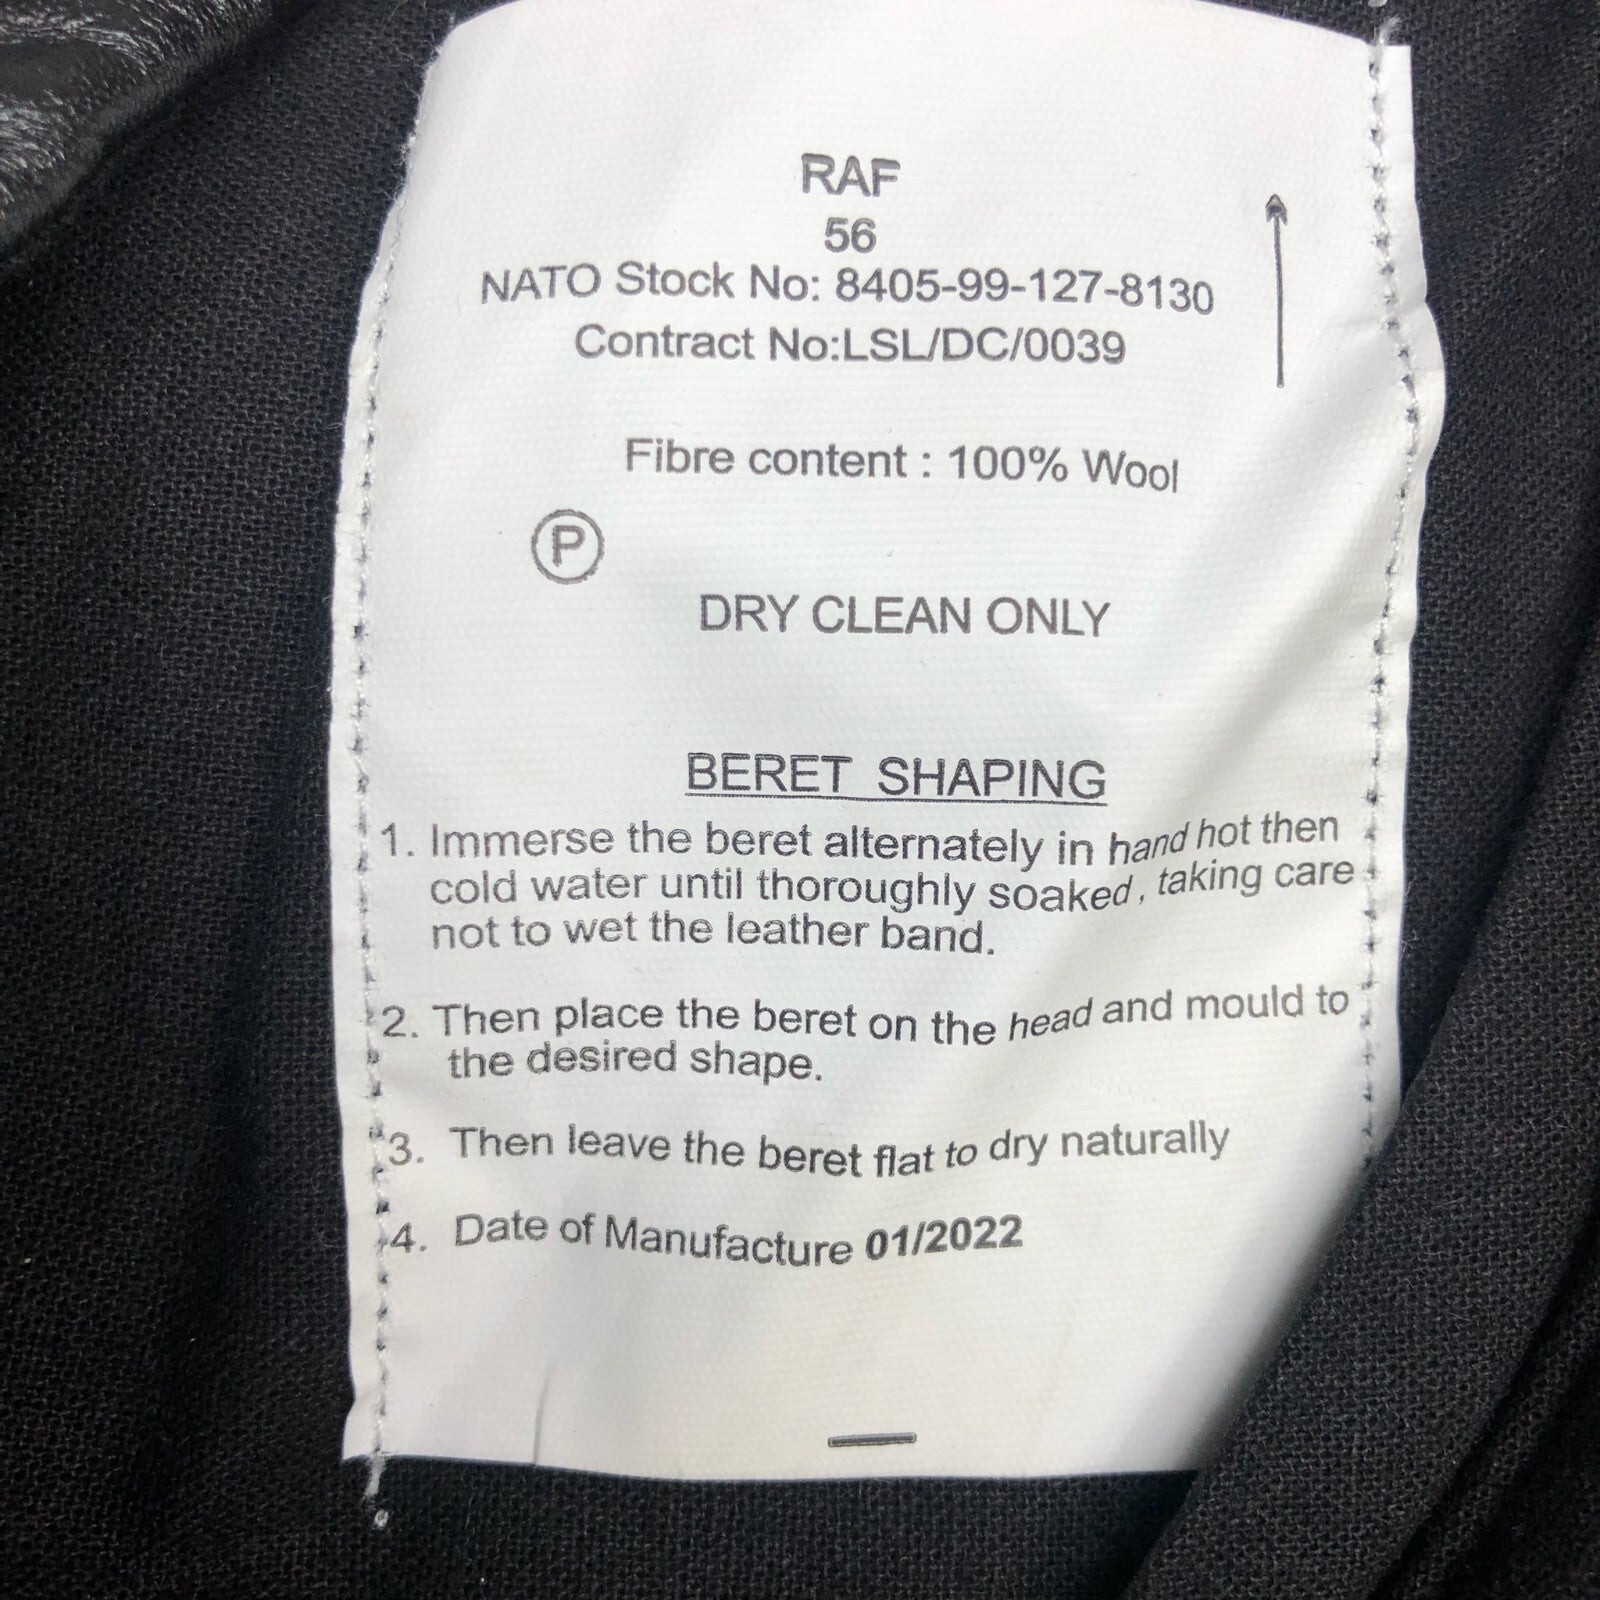 RAF
56
NATO Stock No: 8405-99-127-8130
Contract No:LSL/DC/0039
Fibre content : 100% Wool
P
DRY CLEAN ONLY
BERET SHAPING
1. Immerse the beret alternately in hand hot then
cold water until thoroughly soaked, taking care
not to wet the leather band.
2. Then place the beret on the head and mould to
the desired shape.
3. Then leave the beret flat to dry naturally
4. Date of Manufacture 01/2022